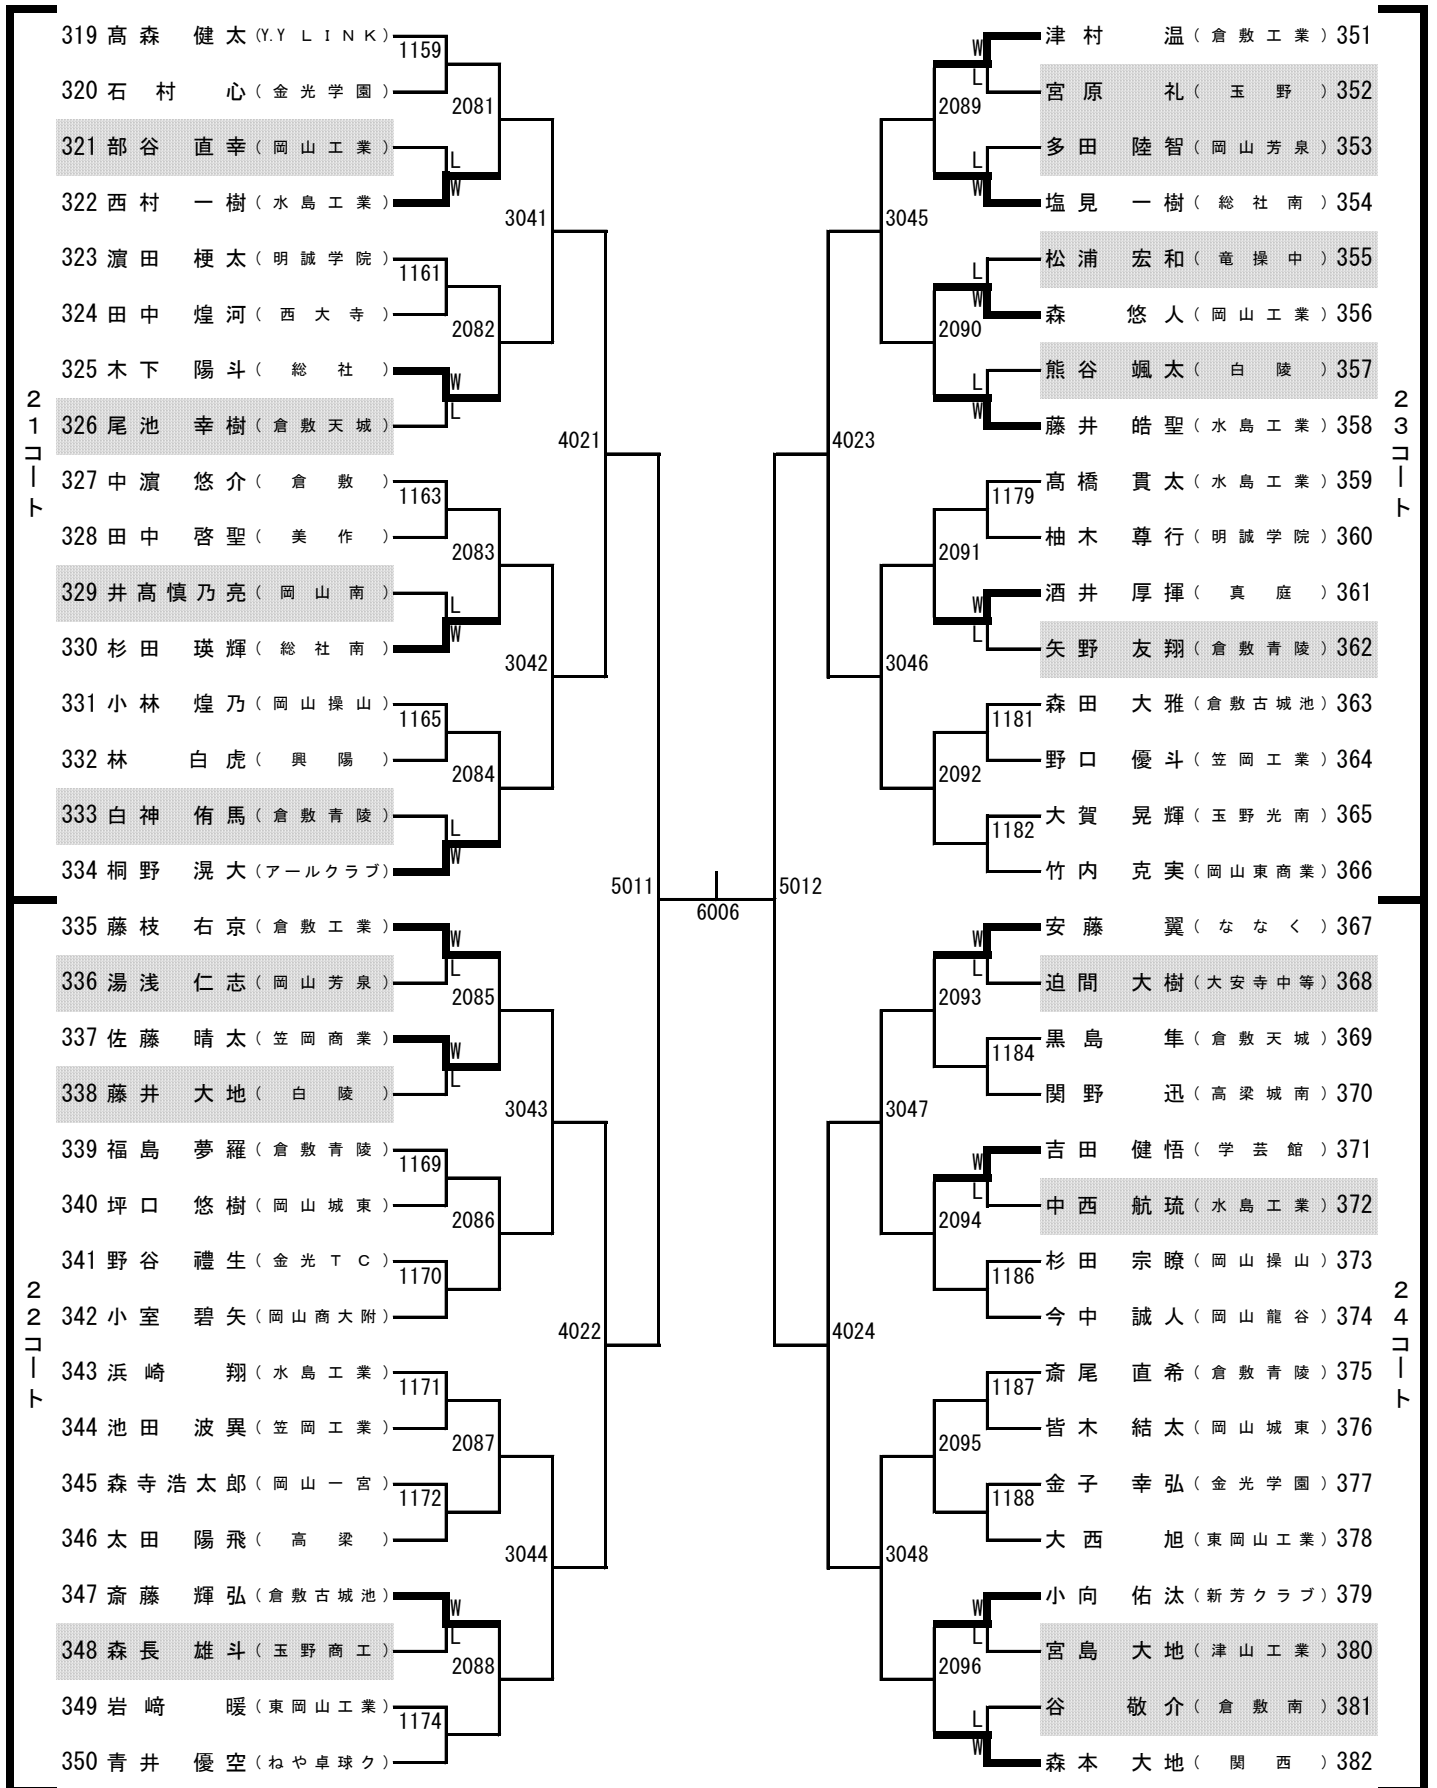 319 髙森 健太 (Y.Y LINK)
1159
320 石村 心 (金光学園)
2081
321 部谷 直幸 (岡山工業)
L
W
322 西村 一樹 (水島工業)
3041
323 濵田 梗太 (明誠学院)
1161
324 田中 煌河 (西大寺)
2082
325 木下 陽斗 (総社)
W
L
326 尾池 幸樹 (倉敷天城)
21コート
4021
327 中濵 悠介 (倉敷)
1163
328 田中 啓聖 (美作)
2083
329 井髙慎乃亮 (岡山南)
L
W
330 杉田 瑛輝 (総社南)
3042
331 小林 煌乃 (岡山操山)
1165
332 林 白虎 (興陽)
2084
333 白神 侑馬 (倉敷青陵)
L
W
334 桐野 滉大 (アールクラブ)
5011
335 藤枝 右京 (倉敷工業)
W
L
336 湯浅 仁志 (岡山芳泉)
2085
337 佐藤 晴太 (笠岡商業)
W
L
338 藤井 大地 (白陵)
3043
339 福島 夢羅 (倉敷青陵)
1169
340 坪口 悠樹 (岡山城東)
2086
341 野谷 禮生 (金光TC)
1170
342 小室 碧矢 (岡山商大附)
22コート
4022
343 浜崎 翔 (水島工業)
1171
344 池田 波異 (笠岡工業)
2087
345 森寺浩太郎 (岡山一宮)
1172
346 太田 陽飛 (高梁)
3044
347 斎藤 輝弘 (倉敷古城池)
W
L
348 森長 雄斗 (玉野商工)
2088
349 岩﨑 暖 (東岡山工業)
1174
350 青井 優空 (ねや卓球ク)
6006
津村 温 (倉敷工業) 351
W
L
宮原 礼 (玉野) 352
2089
多田 陸智 (岡山芳泉) 353
L
W
塩見 一樹 (総社南) 354
3045
松浦 宏和 (竜操中) 355
L
W
森 悠人 (岡山工業) 356
2090
熊谷 颯太 (白陵) 357
L
W
藤井 皓聖 (水島工業) 358
23コート
4023
髙橋 貫太 (水島工業) 359
1179
柚木 尊行 (明誠学院) 360
2091
酒井 厚揮 (真庭) 361
W
L
矢野 友翔 (倉敷青陵) 362
3046
森田 大雅 (倉敷古城池) 363
1181
野口 優斗 (笠岡工業) 364
2092
大賀 晃輝 (玉野光南) 365
1182
竹内 克実 (岡山東商業) 366
5012
安藤 翼 (ななく) 367
W
L
迫間 大樹 (大安寺中等) 368
2093
黒島 隼 (倉敷天城) 369
1184
関野 迅 (高梁城南) 370
3047
吉田 健悟 (学芸館) 371
W
L
中西 航琉 (水島工業) 372
2094
杉田 宗瞭 (岡山操山) 373
1186
今中 誠人 (岡山龍谷) 374
24コート
4024
斎尾 直希 (倉敷青陵) 375
1187
皆木 結太 (岡山城東) 376
2095
金子 幸弘 (金光学園) 377
1188
大西 旭 (東岡山工業) 378
3048
小向 佑汰 (新芳クラブ) 379
W
L
宮島 大地 (津山工業) 380
2096
谷 敬介 (倉敷南) 381
L
W
森本 大地 (関西) 382